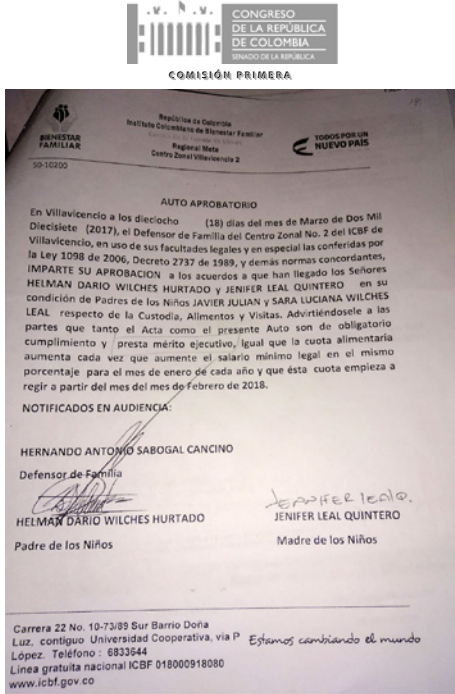 CONGRESO
DE LA REPÚBLICA
DE COLOMBIA
SENADO DE LA REPÚBLICA
COMISIÓN PRIMERA
18
BIENESTAR
FAMILIAR
50-10200
República de Colombia
Instituto Colombiano de Bienestar Familiar
Regional Meta
Centro Zonal Villavicencio 2
TODOS POR UN
NUEVO PAÍS
AUTO APROBATORIO
En Villavicencio a los dieciocho (18) días del mes de Marzo de Dos Mil
Diecisiete (2017), el Defensor de Familia del Centro Zonal No. 2 del ICBF de
Villavicencio, en uso de sus facultades legales y en especial las conferidas por
la Ley 1098 de 2006, Decreto 2737 de 1989, y demás normas concordantes,
IMPARTE SU APROBACION a los acuerdos a que han llegado los Señores
HELMAN DARIO WILCHES HURTADO y JENIFER LEAL QUINTERO en su
condición de Padres de los Niños JAVIER JULIAN y SARA LUCIANA WILCHES
LEAL respecto de la Custodia, Alimentos y Visitas. Advirtiéndosele a las
partes que tanto el Acta como el presente Auto son de obligatorio
cumplimiento y presta mérito ejecutivo, Igual que la cuota alimentaria
aumenta cada vez que aumente el salario mínimo legal en el mismo
porcentaje para el mes de enero de cada año y que ésta cuota empieza a
regir a partir del mes del mes de Febrero de 2018.
NOTIFICADOS EN AUDIENCIA:
HERNANDO ANTONIO SABOGAL CANCINO
Defensor de Familia
JENNIFER lealQ.
HELMAN DARIO WILCHES HURTADO JENIFER LEAL QUINTERO
Padre de los Niños Madre de los Niños
Carrera 22 No. 10-73/89 Sur Barrio Doña
Luz, contiguo Universidad Cooperativa, via P
López. Teléfono : 6833644
Línea gratuita nacional ICBF 018000918080
www.icbf.gov.co
Estamos cambiando el mundo